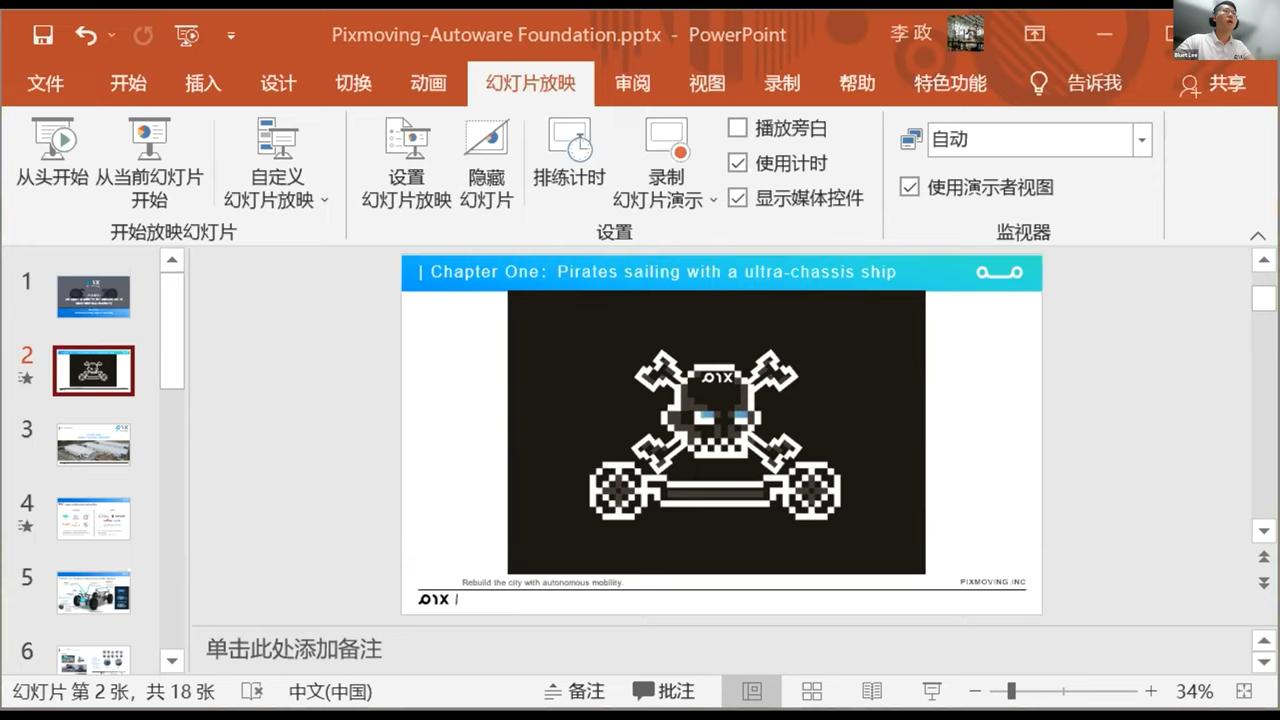 Pixmoving-Autoware Foundation.pptx - PowerPoint
李 政
文件 开始 插入 设计 切换 动画 幻灯片放映 审阅 视图 录制 帮助 特色功能 告诉我 共享
从头开始
从当前幻灯片
开始
自定义
幻灯片放映
开始放映幻灯片
设置
幻灯片放映
隐藏
幻灯片
排练计时
录制
幻灯片演示
播放旁白
使用计时
显示媒体控件
设置
自动
使用演示者视图
监视器
1
2
3
4
5
6
| Chapter One: Pirates sailing with a ultra-chassis ship
PIX
Rebuild the city with autonomous mobility.
PIXMOVING INC
PIX |
单击此处添加备注
幻灯片 第 2 张，共 18 张 中文(中国) 备注 批注 34%